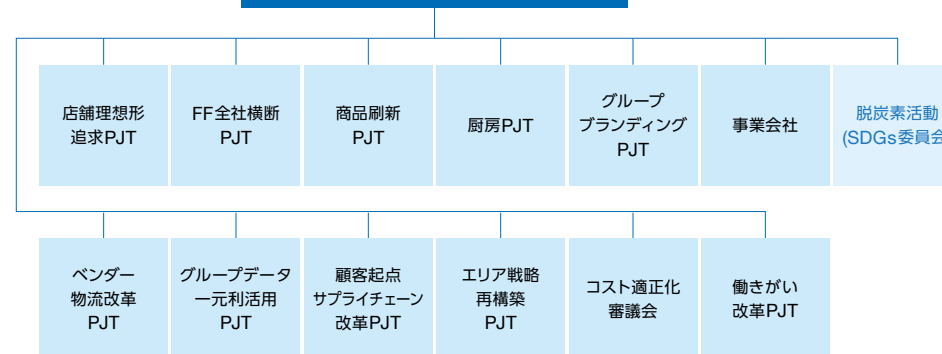 店舗理想形
追求PJT
FF全社横断
PJT
商品刷新
PJT
厨房PJT
グループ
ブランディング
PJT
事業会社
脱炭素活動
(SDGs委員会
ベンダー
物流改革
PJT
グループデータ
一元利活用
PJT
顧客起点
サプライチェーン
改革PJT
エリア戦略
再構築
PJT
コスト適正化
審議会
働きがい
改革PJT